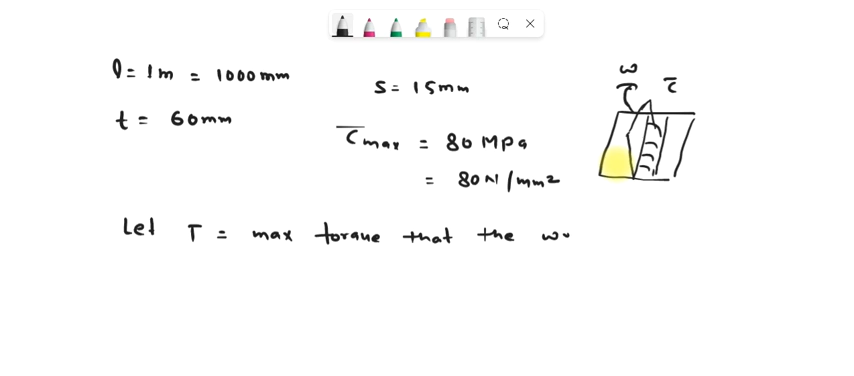 l = 1m = 1000mm
s = 15mm
t = 60mm
τmax = 80 MPa
= 80 N/mm2
Let T = max torque that the